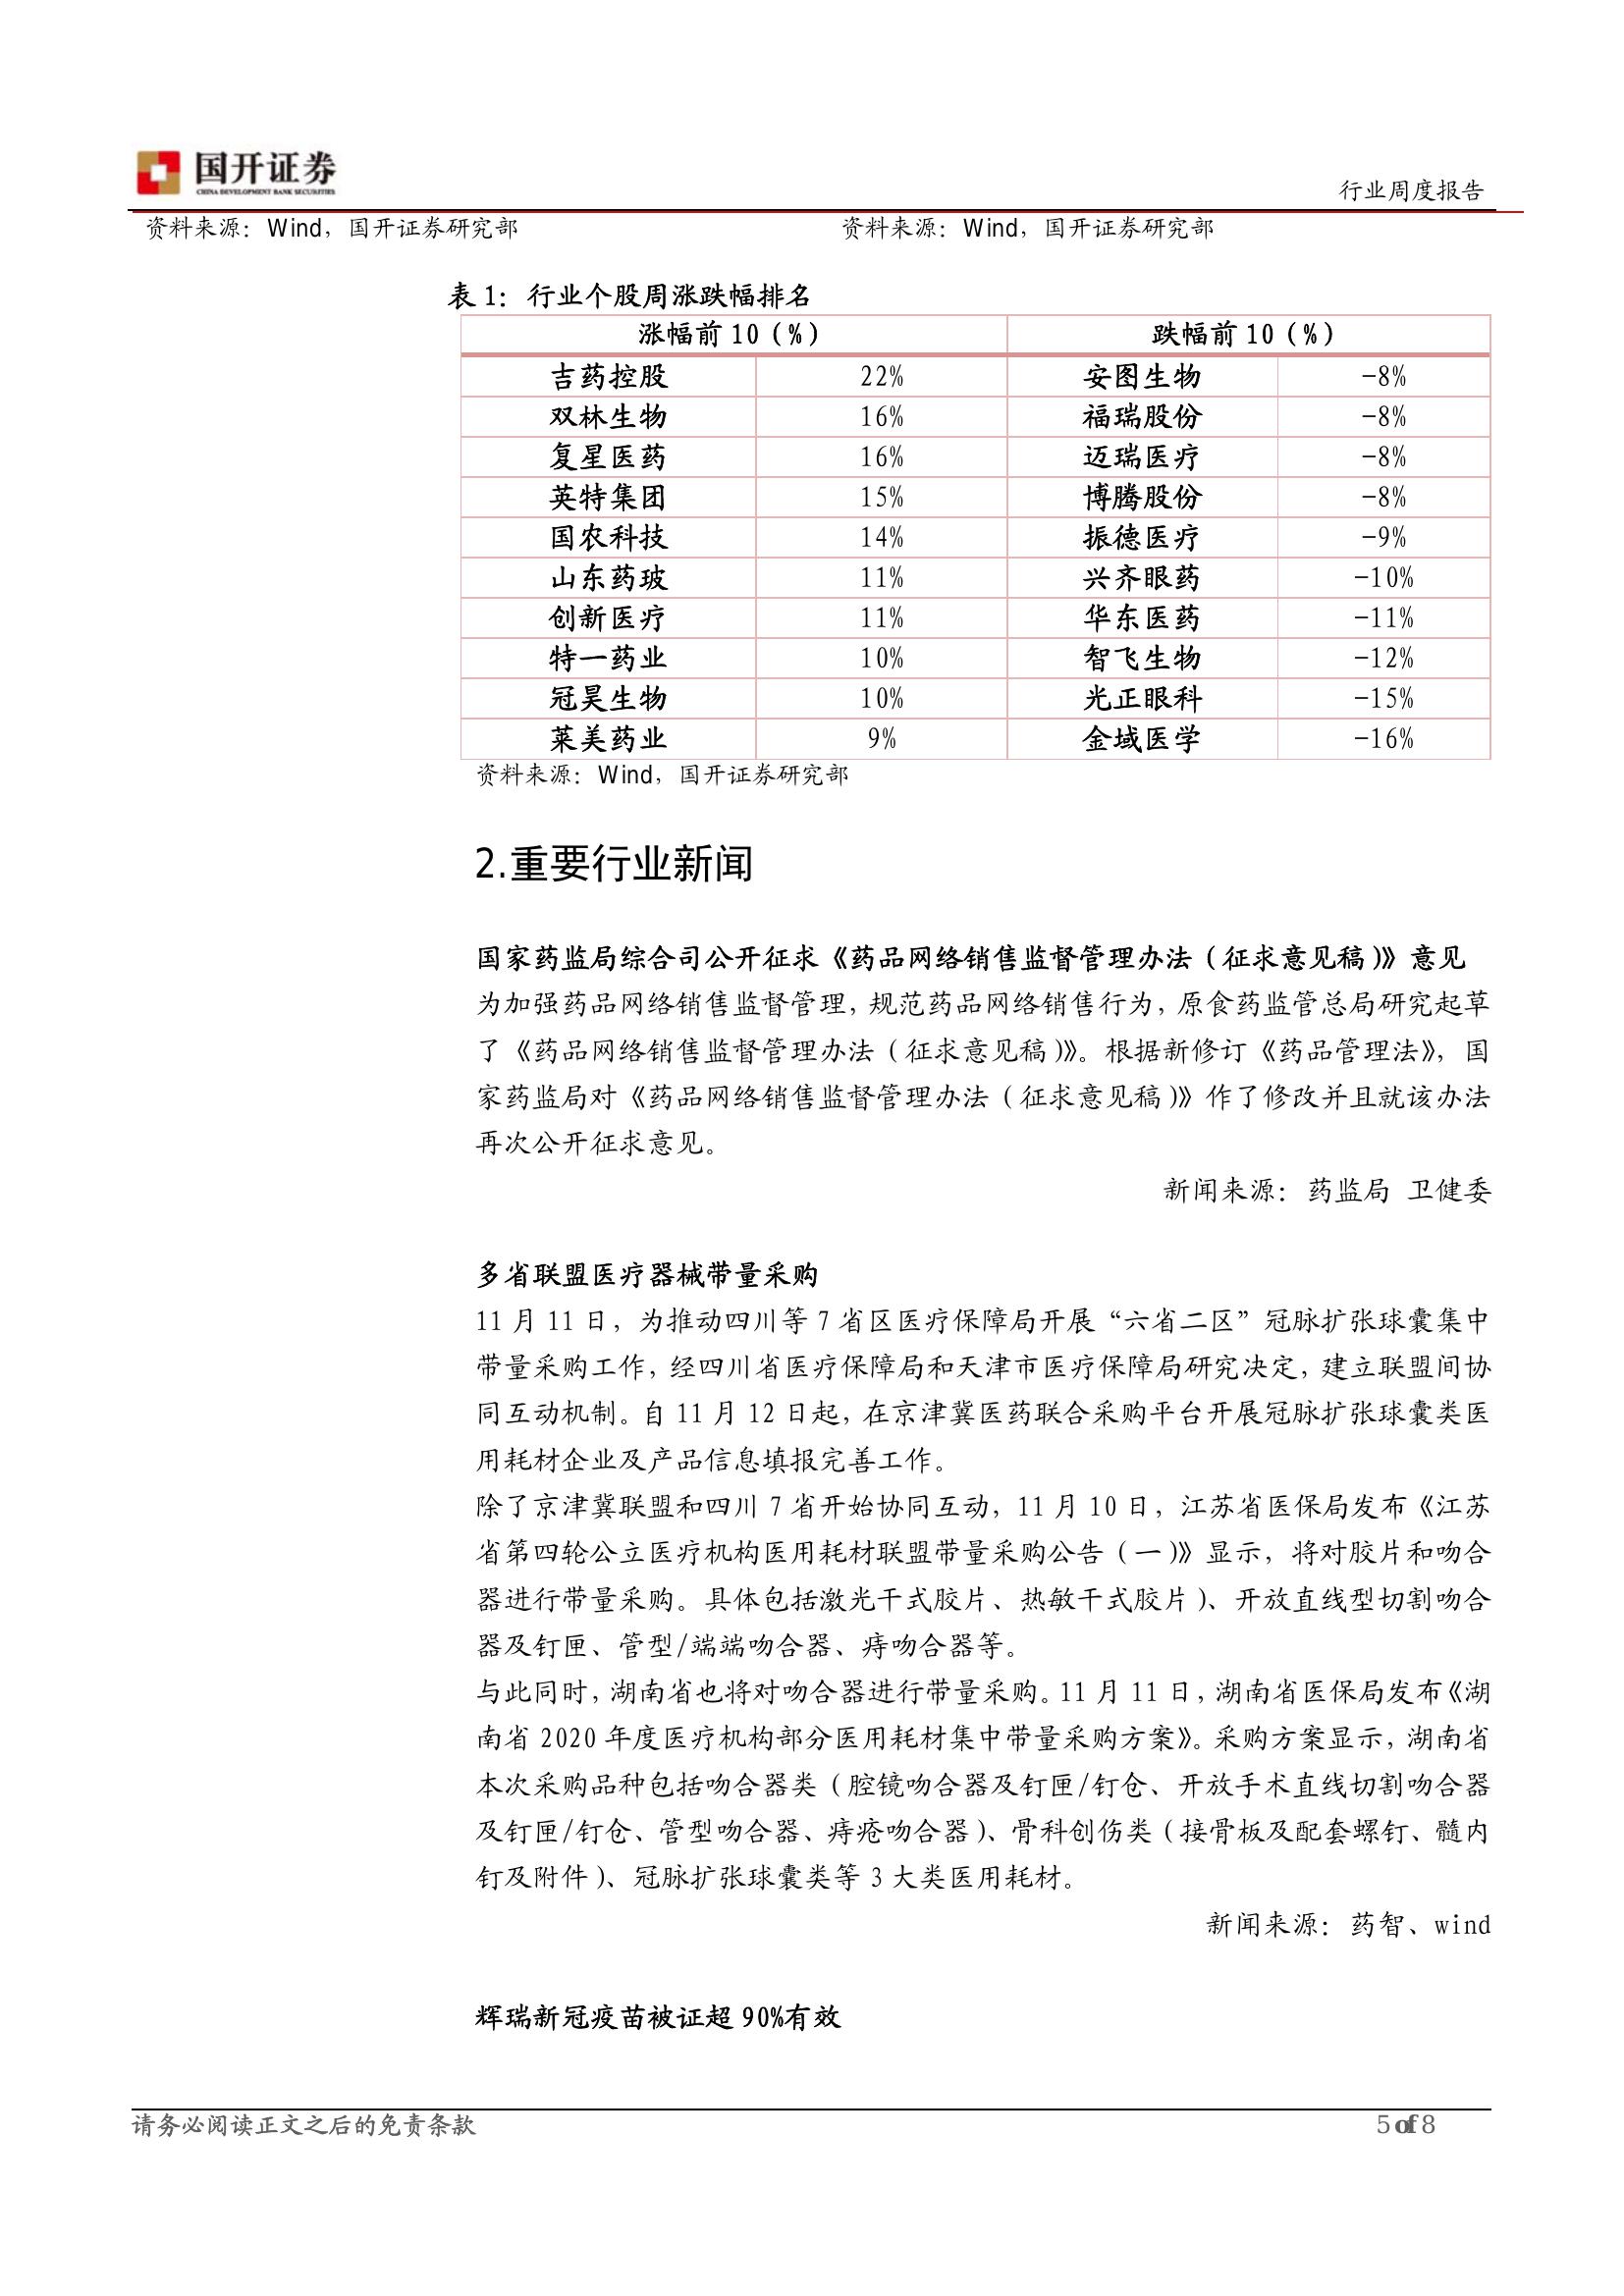 国开证券
CHINA DEVELOPMENT BANK SECURITIES
行业周度报告
资料来源：Wind，国开证券研究部 资料来源：Wind，国开证券研究部
表 1：行业个股周涨跌幅排名
涨幅前 10（%） 跌幅前 10（%）
吉药控股 22% 安图生物 -8%
双林生物 16% 福瑞股份 -8%
复星医药 16% 迈瑞医疗 -8%
英特集团 15% 博腾股份 -8%
国农科技 14% 振德医疗 -9%
山东药玻 11% 兴齐眼药 -10%
创新医疗 11% 华东医药 -11%
特一药业 10% 智飞生物 -12%
冠昊生物 10% 光正眼科 -15%
莱美药业 9% 金域医学 -16%
资料来源：Wind，国开证券研究部
2.重要行业新闻
国家药监局综合司公开征求《药品网络销售监督管理办法（征求意见稿）》意见
为加强药品网络销售监督管理，规范药品网络销售行为，原食药监管总局研究起草
了《药品网络销售监督管理办法（征求意见稿）》。根据新修订《药品管理法》，国
家药监局对《药品网络销售监督管理办法（征求意见稿）》作了修改并且就该办法
再次公开征求意见。
新闻来源：药监局 卫健委
多省联盟医疗器械带量采购
11 月 11 日，为推动四川等 7 省区医疗保障局开展“六省二区”冠脉扩张球囊集中
带量采购工作，经四川省医疗保障局和天津市医疗保障局研究决定，建立联盟间协
同互动机制。自 11 月 12 日起，在京津冀医药联合采购平台开展冠脉扩张球囊类医
用耗材企业及产品信息填报完善工作。
除了京津冀联盟和四川 7 省开始协同互动，11 月 10 日，江苏省医保局发布《江苏
省第四轮公立医疗机构医用耗材联盟带量采购公告（一）》显示，将对胶片和吻合
器进行带量采购。具体包括激光干式胶片、热敏干式胶片）、开放直线型切割吻合
器及钉匣、管型/端端吻合器、痔吻合器等。
与此同时，湖南省也将对吻合器进行带量采购。11 月 11 日，湖南省医保局发布《湖
南省 2020 年度医疗机构部分医用耗材集中带量采购方案》。采购方案显示，湖南省
本次采购品种包括吻合器类（腔镜吻合器及钉匣/钉仓、开放手术直线切割吻合器
及钉匣/钉仓、管型吻合器、痔疮吻合器）、骨科创伤类（接骨板及配套螺钉、髓内
钉及附件）、冠脉扩张球囊类等 3 大类医用耗材。
新闻来源：药智、wind
辉瑞新冠疫苗被证超 90%有效
请务必阅读正文之后的免责条款 5 of 8